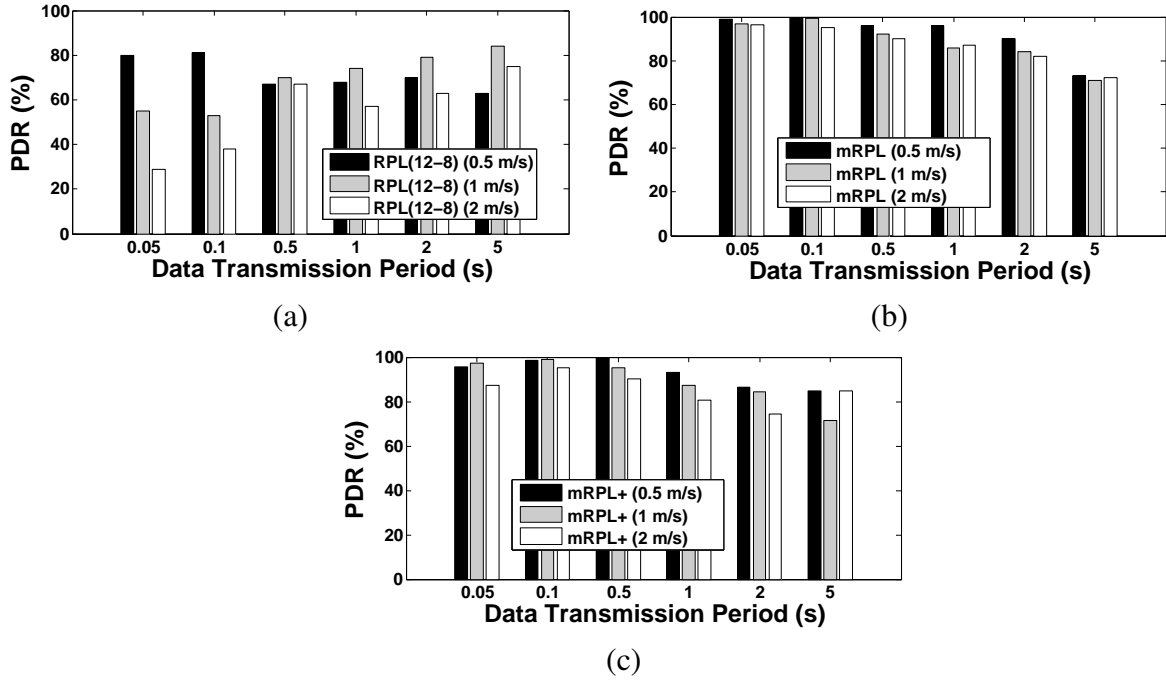 100
80
60
40
20
0
PDR (%)
RPL(12−8) (0.5 m/s)
RPL(12−8) (1 m/s)
RPL(12−8) (2 m/s)
0.05 0.1 0.5 1 2 5
Data Transmission Period (s)
(a)
100
80
60
40
20
0
PDR (%)
mRPL (0.5 m/s)
mRPL (1 m/s)
mRPL (2 m/s)
0.05 0.1 0.5 1 2 5
Data Transmission Period (s)
(b)
100
80
60
40
20
0
PDR (%)
mRPL+ (0.5 m/s)
mRPL+ (1 m/s)
mRPL+ (2 m/s)
0.05 0.1 0.5 1 2 5
Data Transmission Period (s)
(c)